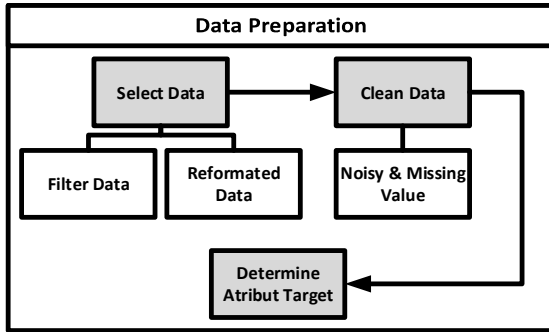 Data Preparation
Select Data
Clean Data
Filter Data
Reformated
Data
Noisy & Missing
Value
Determine
Atribut Target